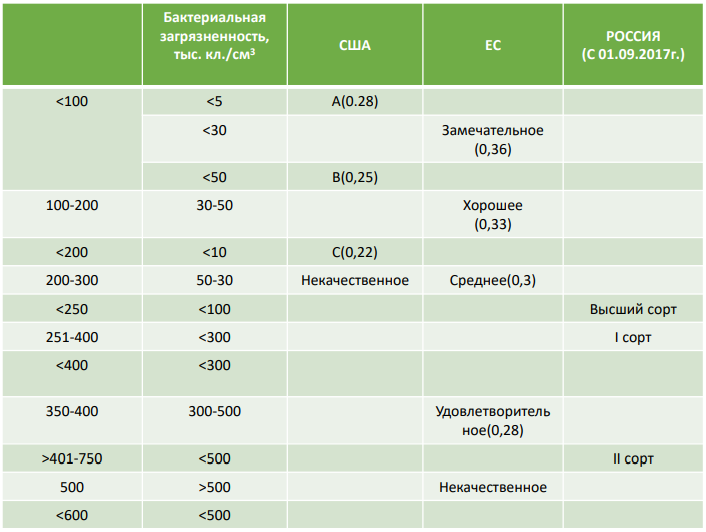 Бактериальная
загрязненность,
тыс. кл./см³
США
ЕС
РОССИЯ
(С 01.09.2017г.)
<100
<5
А(0.28)
<30
Замечательное
(0,36)
<50
В(0,25)
100-200
30-50
Хорошее
(0,33)
<200
<10
С(0,22)
200-300
50-30
Некачественное
Среднее(0,3)
<250
<100
Высший сорт
251-400
<300
I сорт
<400
<300
350-400
300-500
Удовлетворитель
ное(0,28)
>401-750
<500
II сорт
500
>500
Некачественное
<600
<500